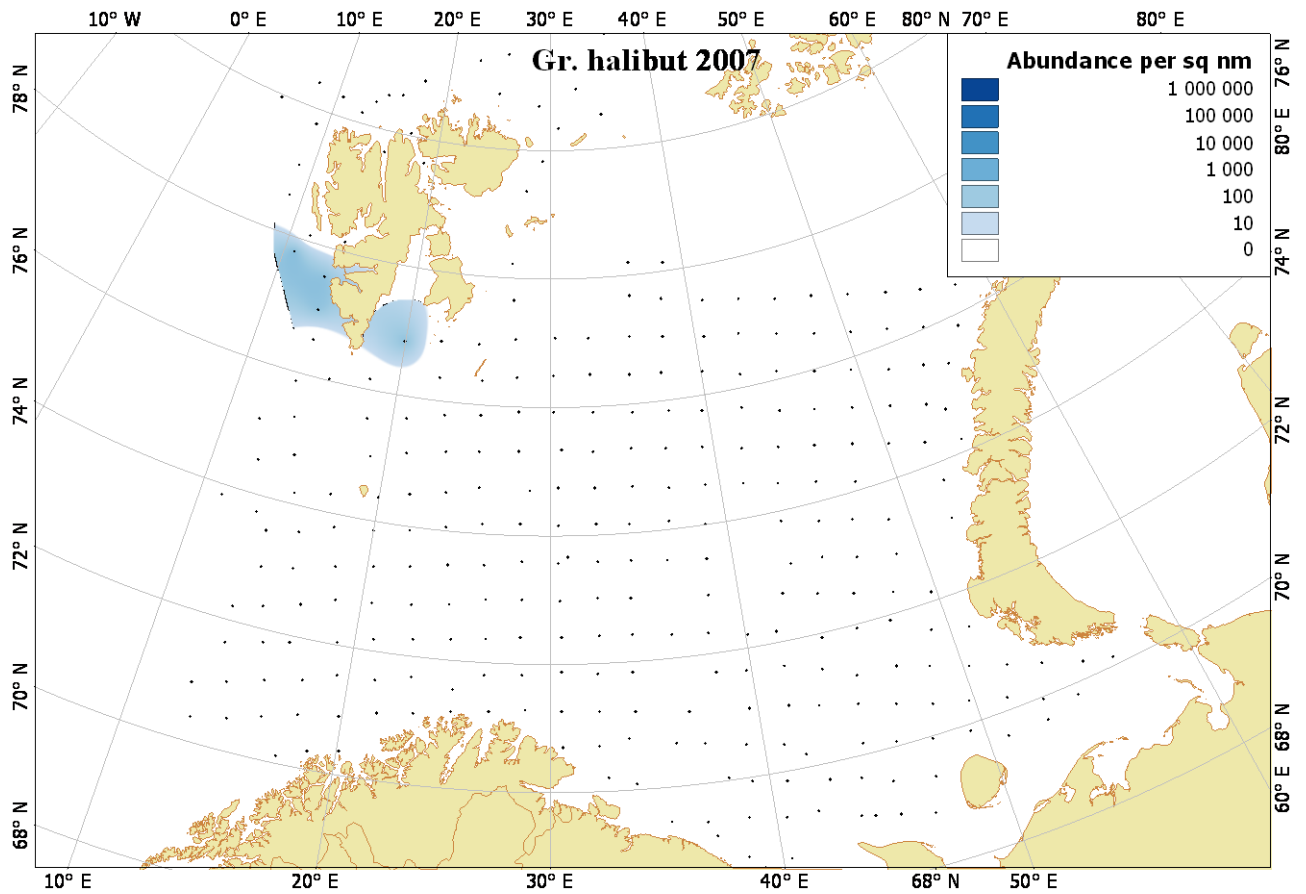 10° W 0° E 10° E 20° E 30° E 40° E 50° E 60° E 80° N 70° E 80° E
Gr. halibut 2007
Abundance per sq nm
1 000 000
100 000
10 000
1 000
100
10
0
78° N
76° N
74° N
72° N
70° N
68° N
76° N
80° E
74° N
72° N
70° N
68° N
60° E
10° E 20° E 30° E 40° E 68° N 50° E